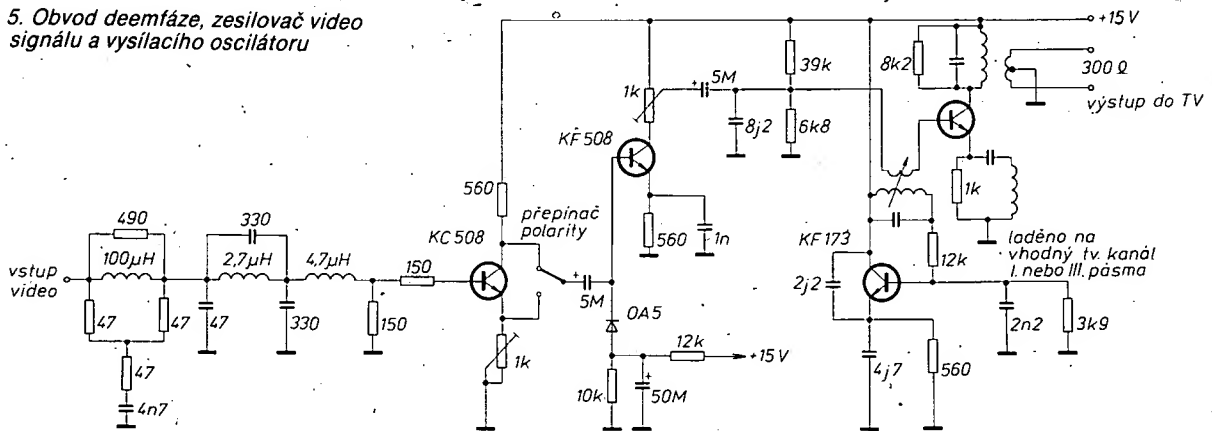 5. Obvod deemfáze, zesilovač video
signálu a vysílacího oscilátoru
+15V
300 Ω
výstup do TV
8k2
39k
6k8
5M
8j2
1k
KF 508
560
1n
přepínač
polarity
560
KC 508
5M
0A5
12k
+15V
10k
50M
1k
490
100μH
330
2,7μH
4,7μH
150
vstup
video
47
47
47
330
150
47
4n7
1k
KF 173
12k
laděno na
vhodný tv. kanál
I. nebo III. pásma
2j2
4j7
560
2n2
3k9